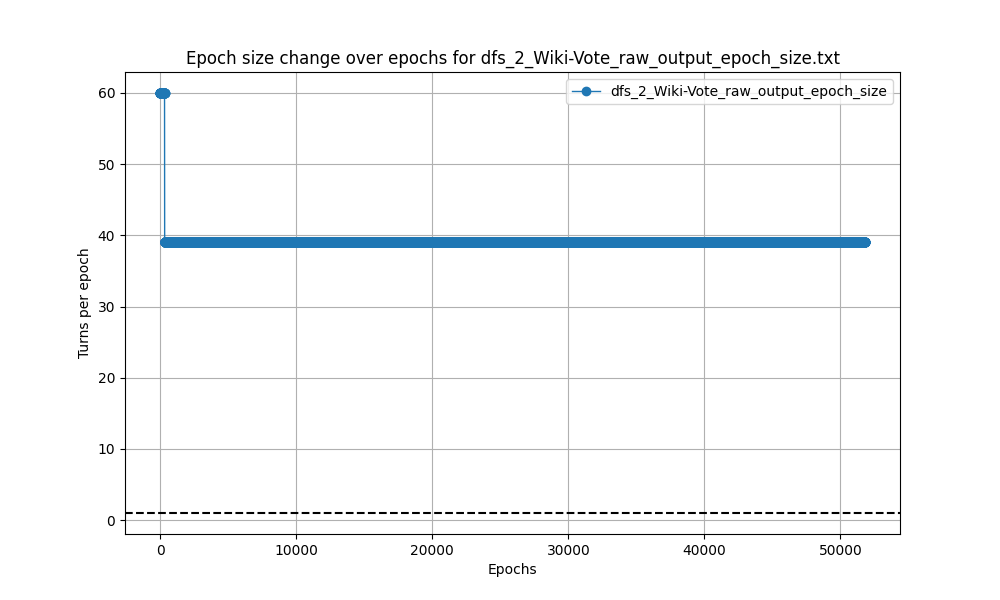 Epoch size change over epochs for dfs_2_Wiki-Vote_raw_output_epoch_size.txt
dfs_2_Wiki-Vote_raw_output_epoch_size
60
50
40
30
20
10
0
Turns per epoch
0 10000 20000 30000 40000 50000
Epochs